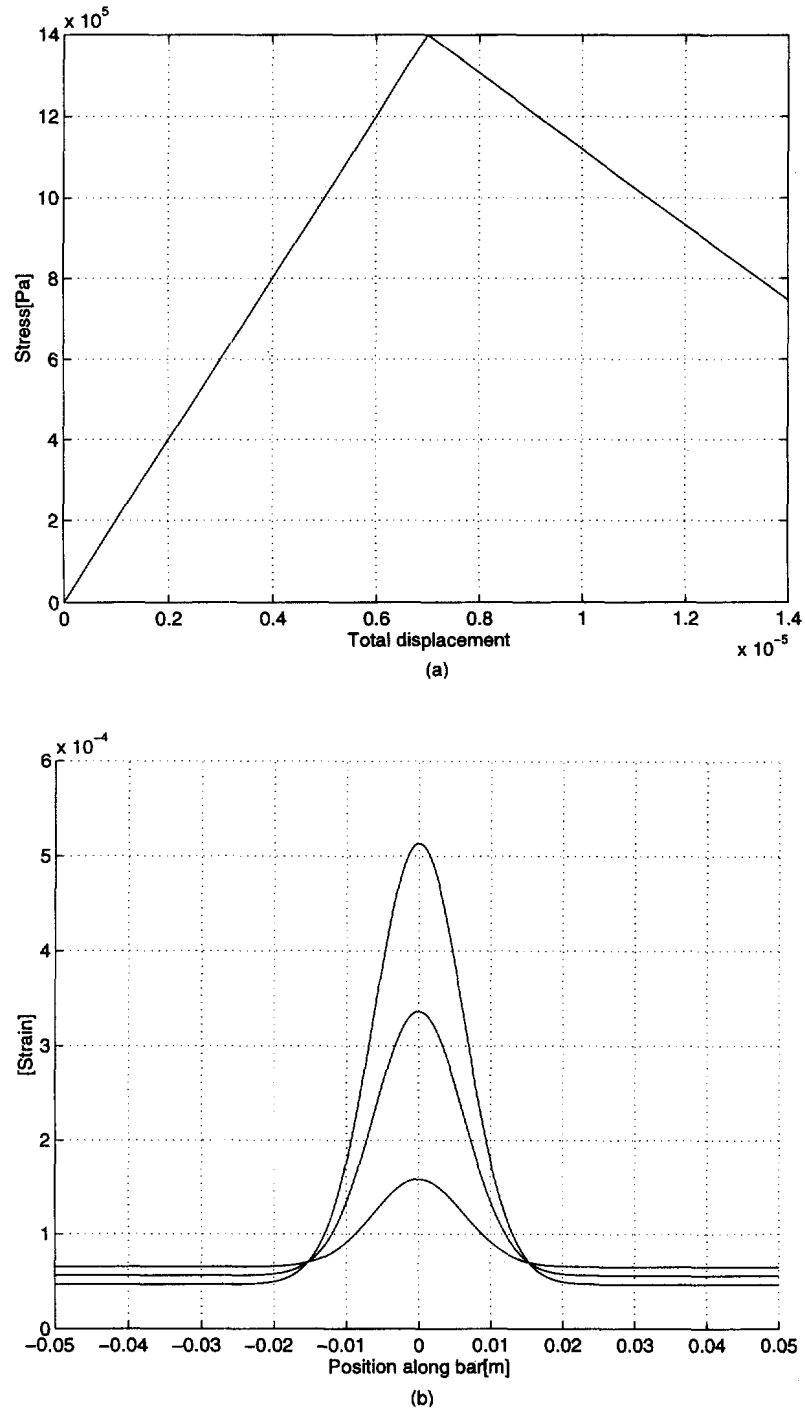 x 10⁵
14
12
10
8
6
4
2
0
Stress[Pa]
0 0.2 0.4 0.6 0.8 1 1.2 1.4
Total displacement
x 10⁻⁵
(a)
x 10⁻⁴
6
5
4
3
2
1
0
[Strain]
−0.05 −0.04 −0.03 −0.02 −0.01 0 0.01 0.02 0.03 0.04 0.05
Position along bar[m]
(b)